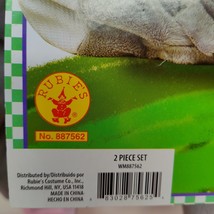 RUBIE'S
No. 887562
2 PIECE SET
WM887562
Distributed by/Distribuido por
Rubie's Costume Co., Inc.
Richmond Hill, NY, USA 11418
MADE IN CHINA
HECHO EN CHINA